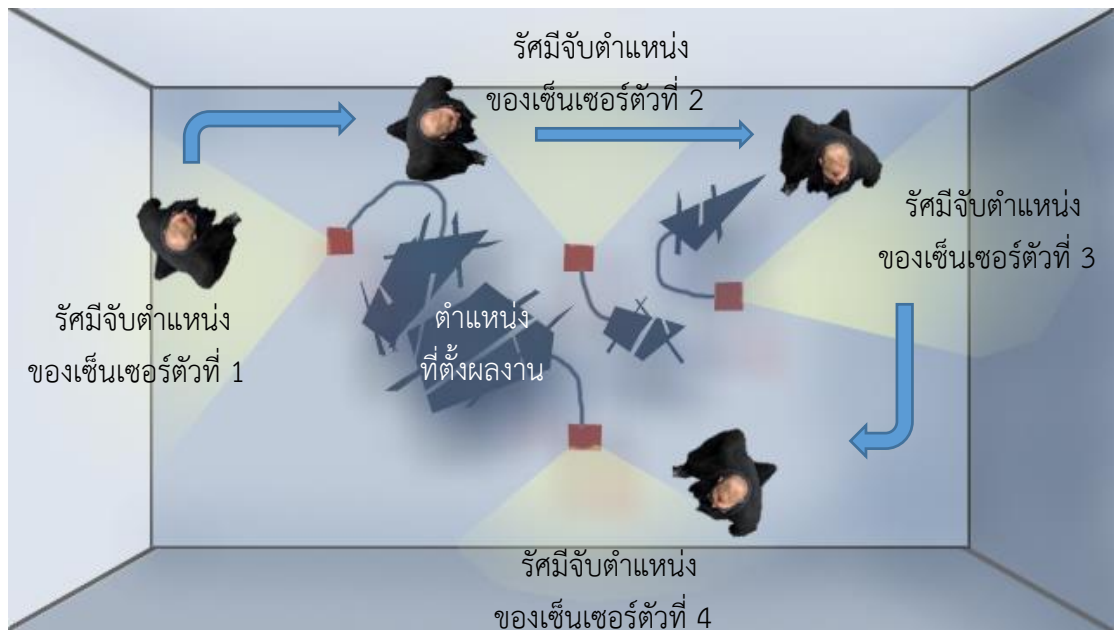 รัศมีจับตำแหน่ง
ของเซ็นเซอร์ตัวที่ 2
รัศมีจับตำแหน่ง
ของเซ็นเซอร์ตัวที่ 3
รัศมีจับตำแหน่ง
ของเซ็นเซอร์ตัวที่ 1
ตำแหน่ง
ที่ตั้งผลงาน
รัศมีจับตำแหน่ง
ของเซ็นเซอร์ตัวที่ 4